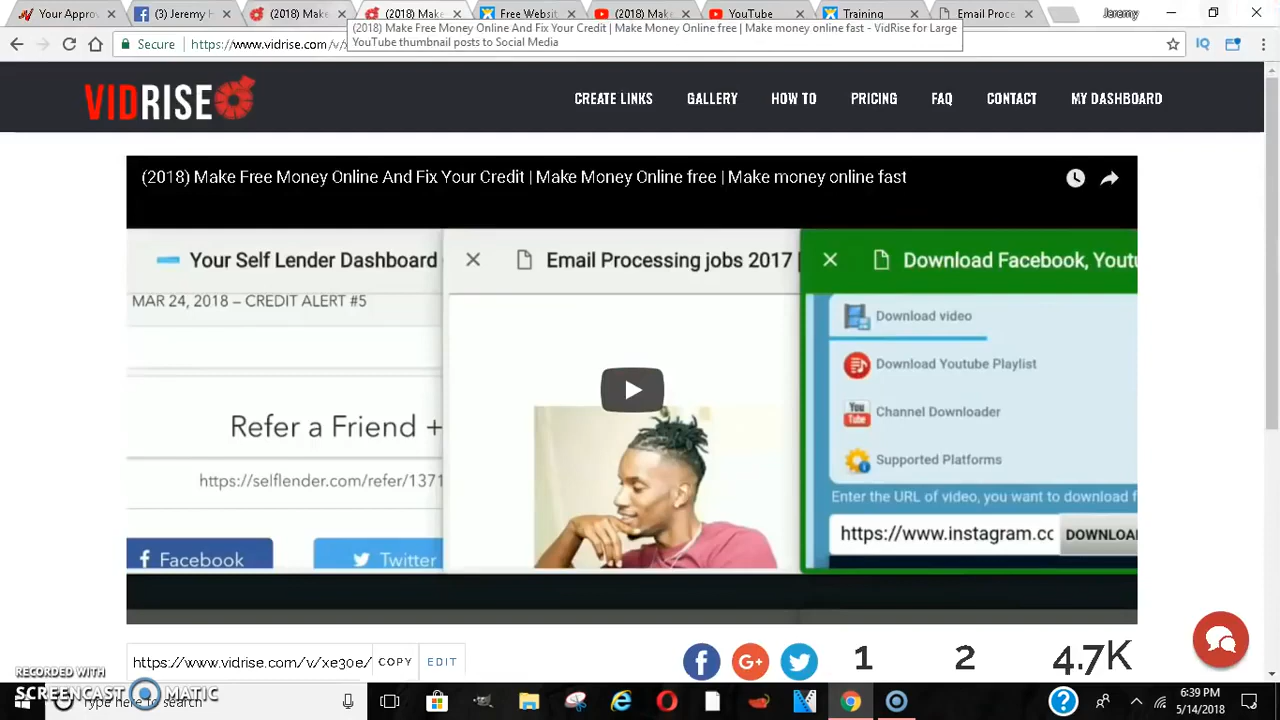 Your Appro
(3) Jeremy H
(2018) Make
(2018) Make
Free Websit
(2018) Make
YouTube
Training
Email Proce
Jeremy
Secure
https://www.vidrise.com/v/x
(2018) Make Free Money Online And Fix Your Credit | Make Money Online free | Make money online fast - VidRise for Large
YouTube thumbnail posts to Social Media
VIDRISE
CREATE LINKS
GALLERY
HOW TO
PRICING
FAQ
CONTACT
MY DASHBOARD
(2018) Make Free Money Online And Fix Your Credit | Make Money Online free | Make money online fast
Your Self Lender Dashboard
Email Processing jobs 2017 |
Download Facebook, Youtu
MAR 24, 2018 – CREDIT ALERT #5
Download video
Download Youtube Playlist
Channel Downloader
Supported Platforms
Refer a Friend +
https://selflender.com/refer/1371
Enter the URL of video, you want to download f
https://www.instagram.cc
DOWNLOA
Facebook
Twitter
https://www.vidrise.com/v/xe30e/
COPY
EDIT
1
2
4.7K
RECORDED WITH
SCREENCAST MATIC
Type here to search
6:39 PM
5/14/2018